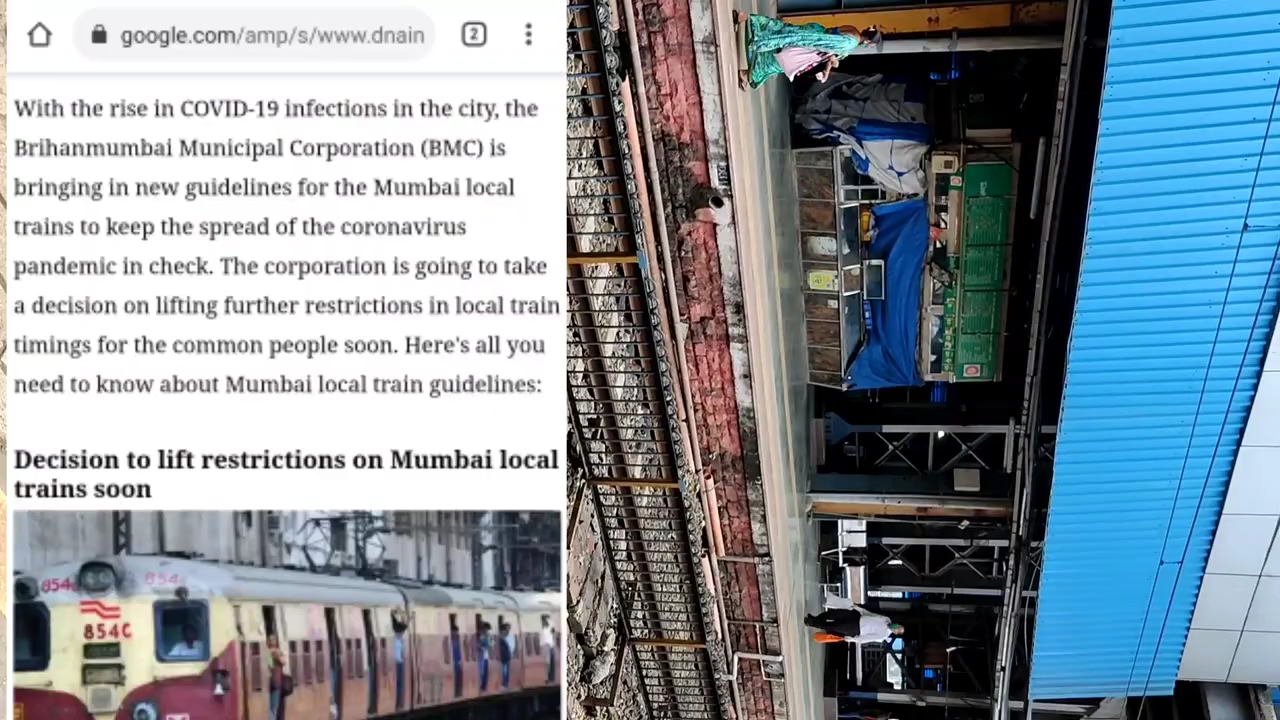 google.com/amp/s/www.dnain
2
With the rise in COVID-19 infections in the city, the
Brihanmumbai Municipal Corporation (BMC) is
bringing in new guidelines for the Mumbai local
trains to keep the spread of the coronavirus
pandemic in check. The corporation is going to take
a decision on lifting further restrictions in local train
timings for the common people soon. Here's all you
need to know about Mumbai local train guidelines:
Decision to lift restrictions on Mumbai local
trains soon
854
854
854C